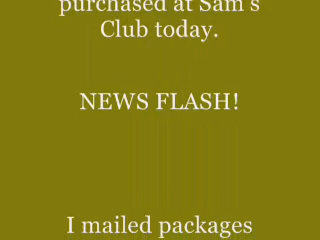 purchased at Sam's
Club today.
NEWS FLASH!
I mailed packages